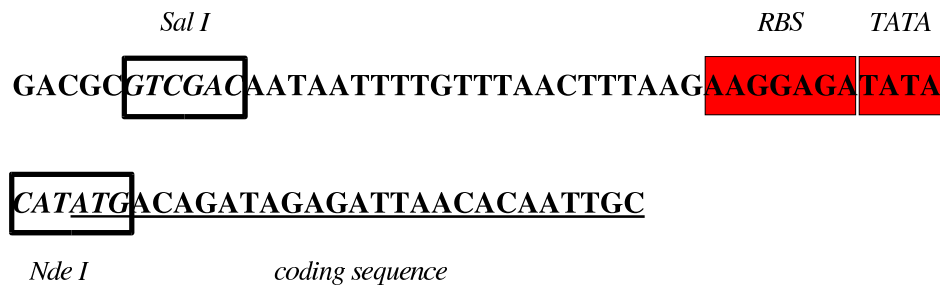 Sal I RBS TATA
GACGCGTCGACAATAATTTTGTTTAACTTTAAGAAGGAGATATA
CATATGACAGATAGAGATTAACACAATTGC
Nde I coding sequence